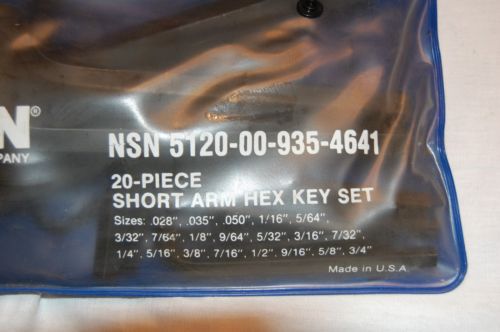 N®
MPANY
NSN 5120-00-935-4641
20-PIECE
SHORT ARM HEX KEY SET
Sizes: .028", .035", .050", 1/16", 5/64",
3/32", 7/64", 1/8", 9/64", 5/32", 3/16", 7/32",
1/4", 5/16", 3/8", 7/16", 1/2", 9/16", 5/8", 3/4"
Made in U.S.A.